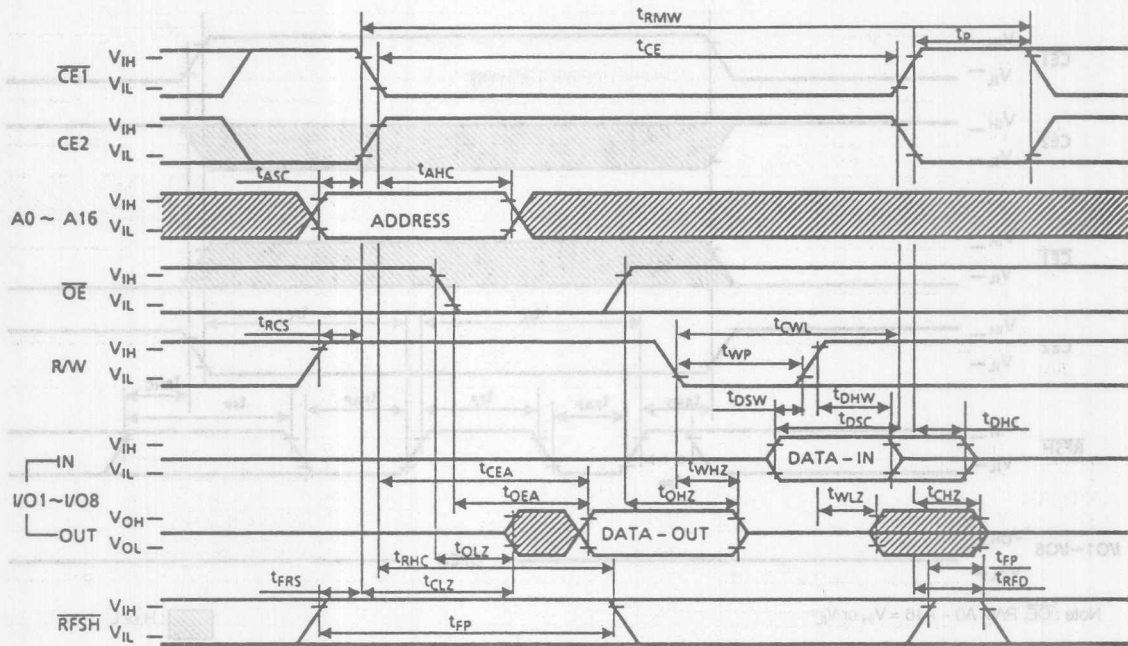 tRMW
tCE tP
CE1 VIH
VIL
CE2 VIH
VIL
tASC tAHC
A0 ~ A16 VIH
VIL
ADDRESS
OE VIH
VIL
tRCS tCWL
R/W VIH
VIL
tWP
tDSW tDHW
tDSC tDHC
I/O1~I/O8
IN VIH
VIL
DATA-IN
tCEA tWHZ
tOEA tOHZ tWLZ tCHZ
OUT VOH
VOL
DATA-OUT
tOLZ tFP
tRHC tRFD
tFRS tCLZ
RFSH VIH
VIL
tFP